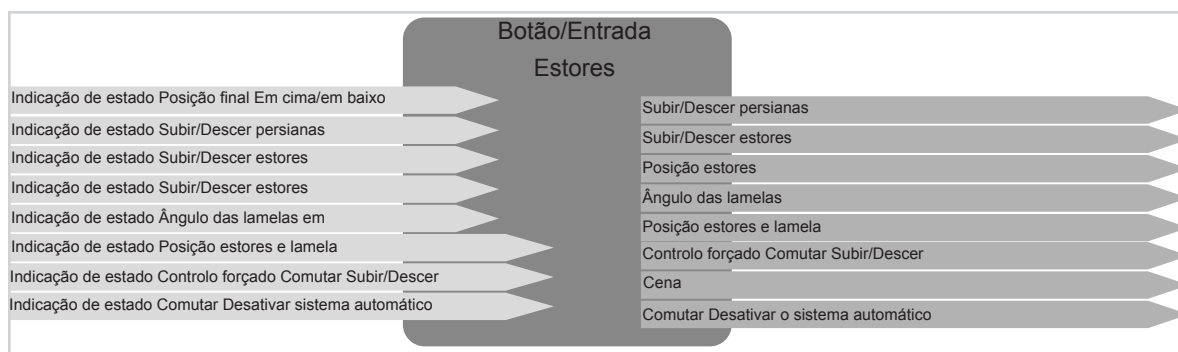 Botão/Entrada
Estores
Indicação de estado Posição final Em cima/em baixo
Indicação de estado Subir/Descer persianas
Indicação de estado Subir/Descer estores
Indicação de estado Subir/Descer estores
Indicação de estado Ângulo das lamelas em
Indicação de estado Posição estores e lamela
Indicação de estado Controlo forçado Comutar Subir/Descer
Indicação de estado Comutar Desativar sistema automático
Subir/Descer persianas
Subir/Descer estores
Posição estores
Ângulo das lamelas
Posição estores e lamela
Controlo forçado Comutar Subir/Descer
Cena
Comutar Desativar o sistema automático